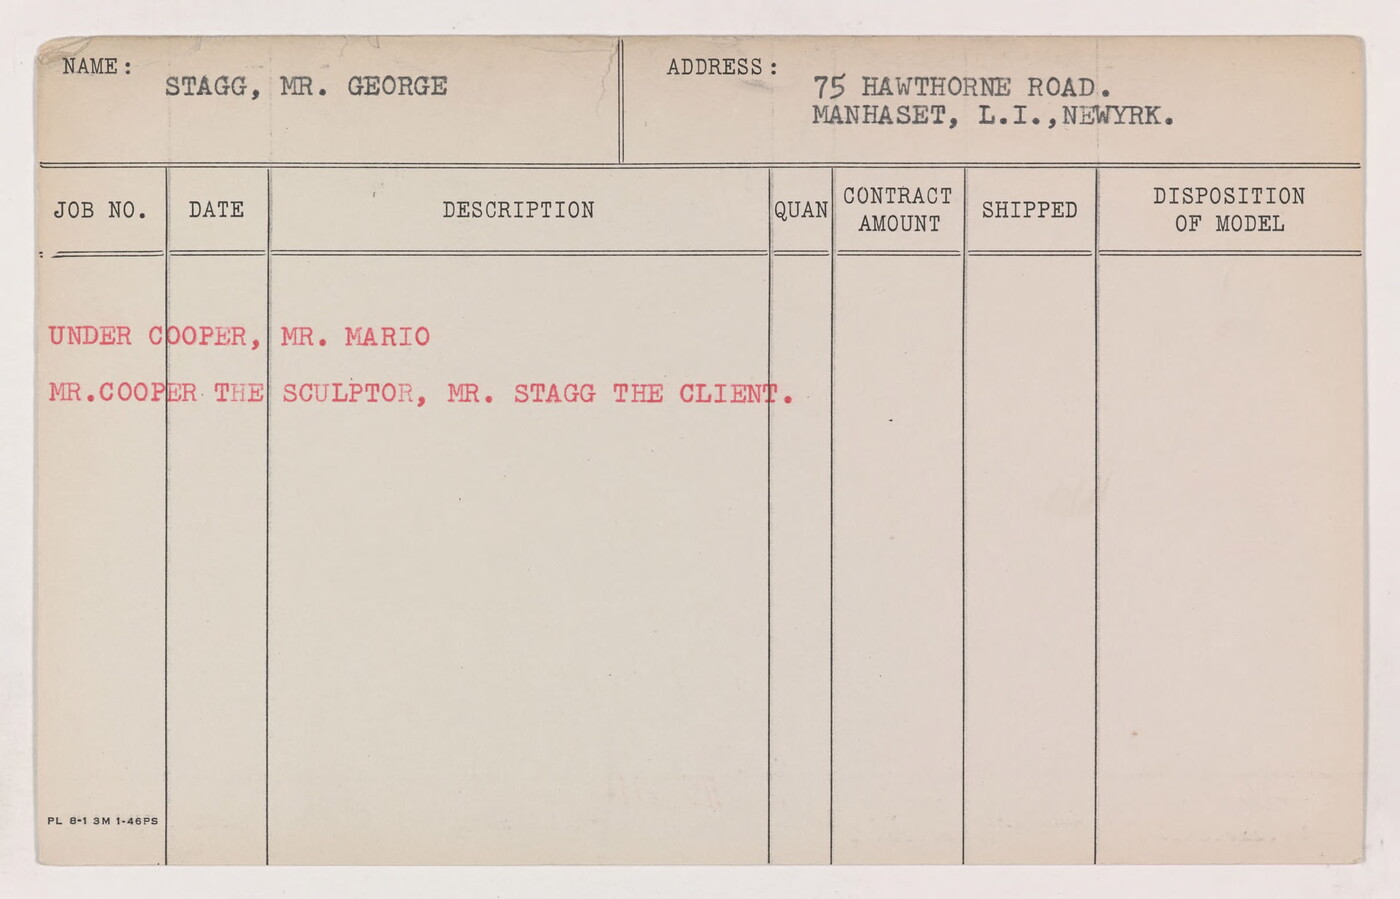 NAME: STAGG, MR. GEORGE
ADDRESS: 75 HAWTHORNE ROAD.
MANHASET, L.I.,NEWYRK.
JOB NO. DATE DESCRIPTION QUAN CONTRACT AMOUNT SHIPPED DISPOSITION OF MODEL
UNDER COOPER, MR. MARIO
MR.COOPER THE SCULPTOR, MR. STAGG THE CLIENT.
PL 8-1 3M 1-46PS